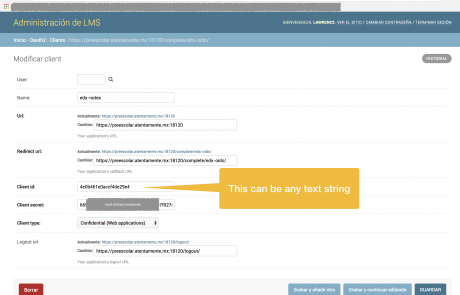 Administración de LMS
BIENVENIDO/A, LAWRENCE. VER EL SITIO / CAMBIAR CONTRASEÑA / TERMINAR SESIÓN
Inicio › Oauth2 › Clients › https://preescolar.atentamente.mx:18120/complete/edx-oidc/
Modificar client
HISTORIAL
User:
Name:
edx-notes
Url:
Actualmente: https://preescolar.atentamente.mx:18120
Cambiar: https://preescolar.atentamente.mx:18120
Your application's URL
Redirect uri:
Actualmente: https://preescolar.atentamente.mx:18120/complete/edx-oidc/
Cambiar: https://preescolar.atentamente.mx:18120/complete/edx-oidc/
Your application's callback URL
Client id:
4e0b461e0aecf4de29e4
This can be any text string
Client secret:
Client type:
Confidential (Web applications)
Logout uri:
Actualmente: https://preescolar.atentamente.mx:18120/logout/
Cambiar: https://preescolar.atentamente.mx:18120/logout/
Your application's logout URL
Borrar
Grabar y añadir otro
Grabar y continuar editando
GUARDAR